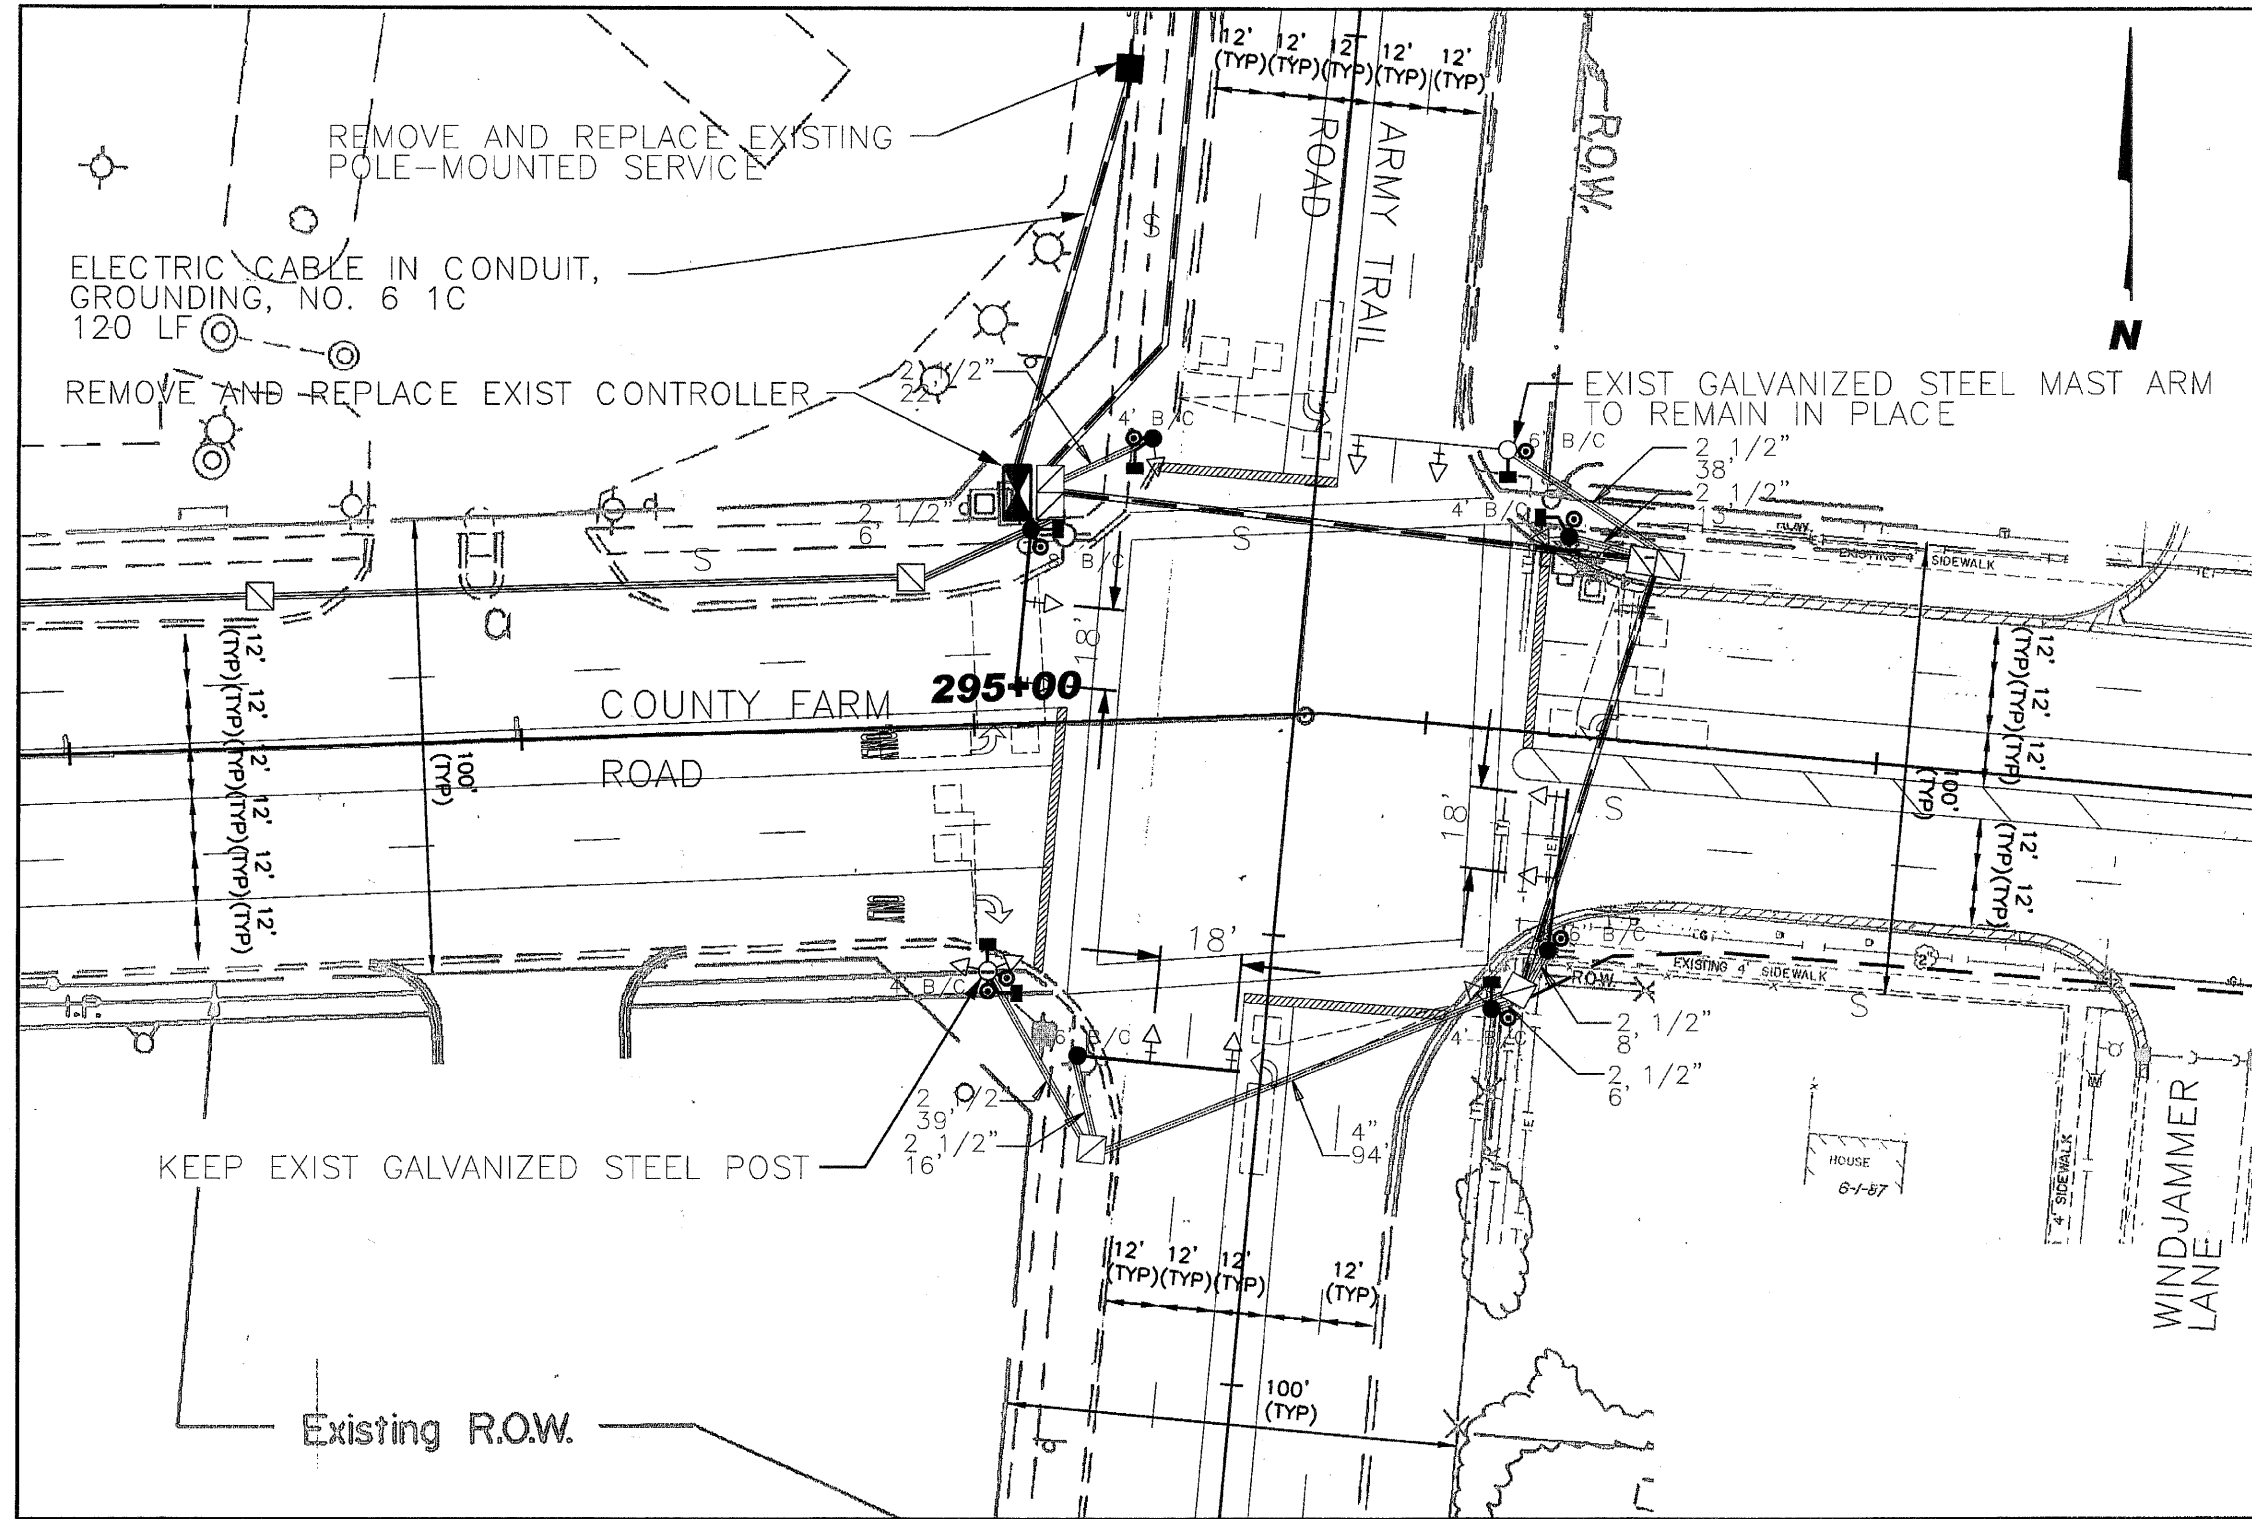 12' 12' 12' 12' 12'
(TYP)(TYP)(TYP)(TYP)(TYP)
REMOVE AND REPLACE EXISTING
POLE-MOUNTED SERVICE
ARMY TRAIL
ROAD
R.O.W.
S
ELECTRIC CABLE IN CONDUIT,
GROUNDING, NO. 6 1C
120 LF
N
REMOVE AND REPLACE EXIST CONTROLLER
2 1/2"
22'
EXIST GALVANIZED STEEL MAST ARM
TO REMAIN IN PLACE
4' B/C
6' B/C
2 1/2"
38'
2 1/2"
13'
2 1/2"
6'
4' B/C
S
S
B/C
R.O.W.
EXISTING 4' SIDEWALK
18'
12' 12' 12' 12' 12'
(TYP)(TYP)(TYP)(TYP)(TYP)
COUNTY FARM
ROAD
295+00
100'
(TYP)
12' 12' 12'
(TYP)(TYP)(TYP)
100'
(TYP)
18'
S
12' 12'
(TYP)(TYP)
18'
6' B/C
4' B/C
EXISTING 4' SIDEWALK
2"
R.O.W.
S
I.P.
6' B/C
4' B/C
2 1/2"
8'
2 1/2"
6'
2 1/2"
39'
2 1/2"
16'
4"
94'
KEEP EXIST GALVANIZED STEEL POST
HOUSE
6-1-87
4' SIDEWALK
WINDJAMMER
LANE
12' 12' 12' 12'
(TYP)(TYP)(TYP) (TYP)
100'
(TYP)
Existing R.O.W.